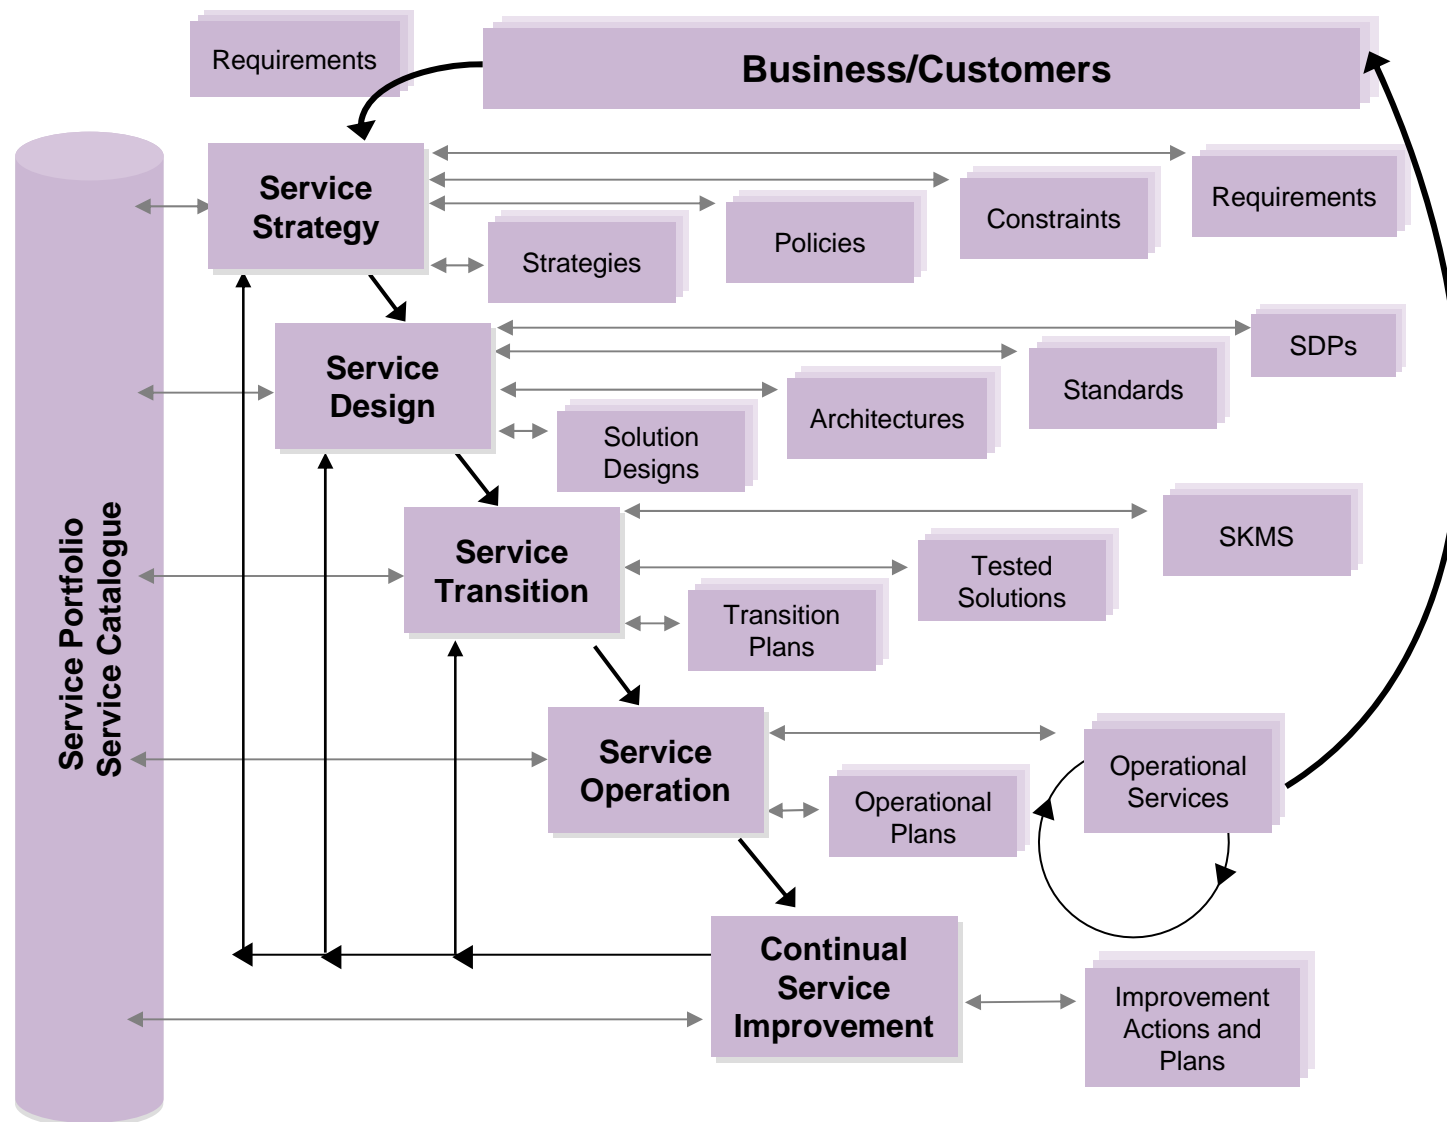 Requirements
Business/Customers
Service
Strategy
Strategies
Policies
Constraints
Requirements
Service
Design
Solution
Designs
Architectures
Standards
SDPs
Service
Transition
Transition
Plans
Tested
Solutions
SKMS
Service Portfolio
Service Catalogue
Service
Operation
Operational
Plans
Operational
Services
Continual
Service
Improvement
Improvement
Actions and
Plans